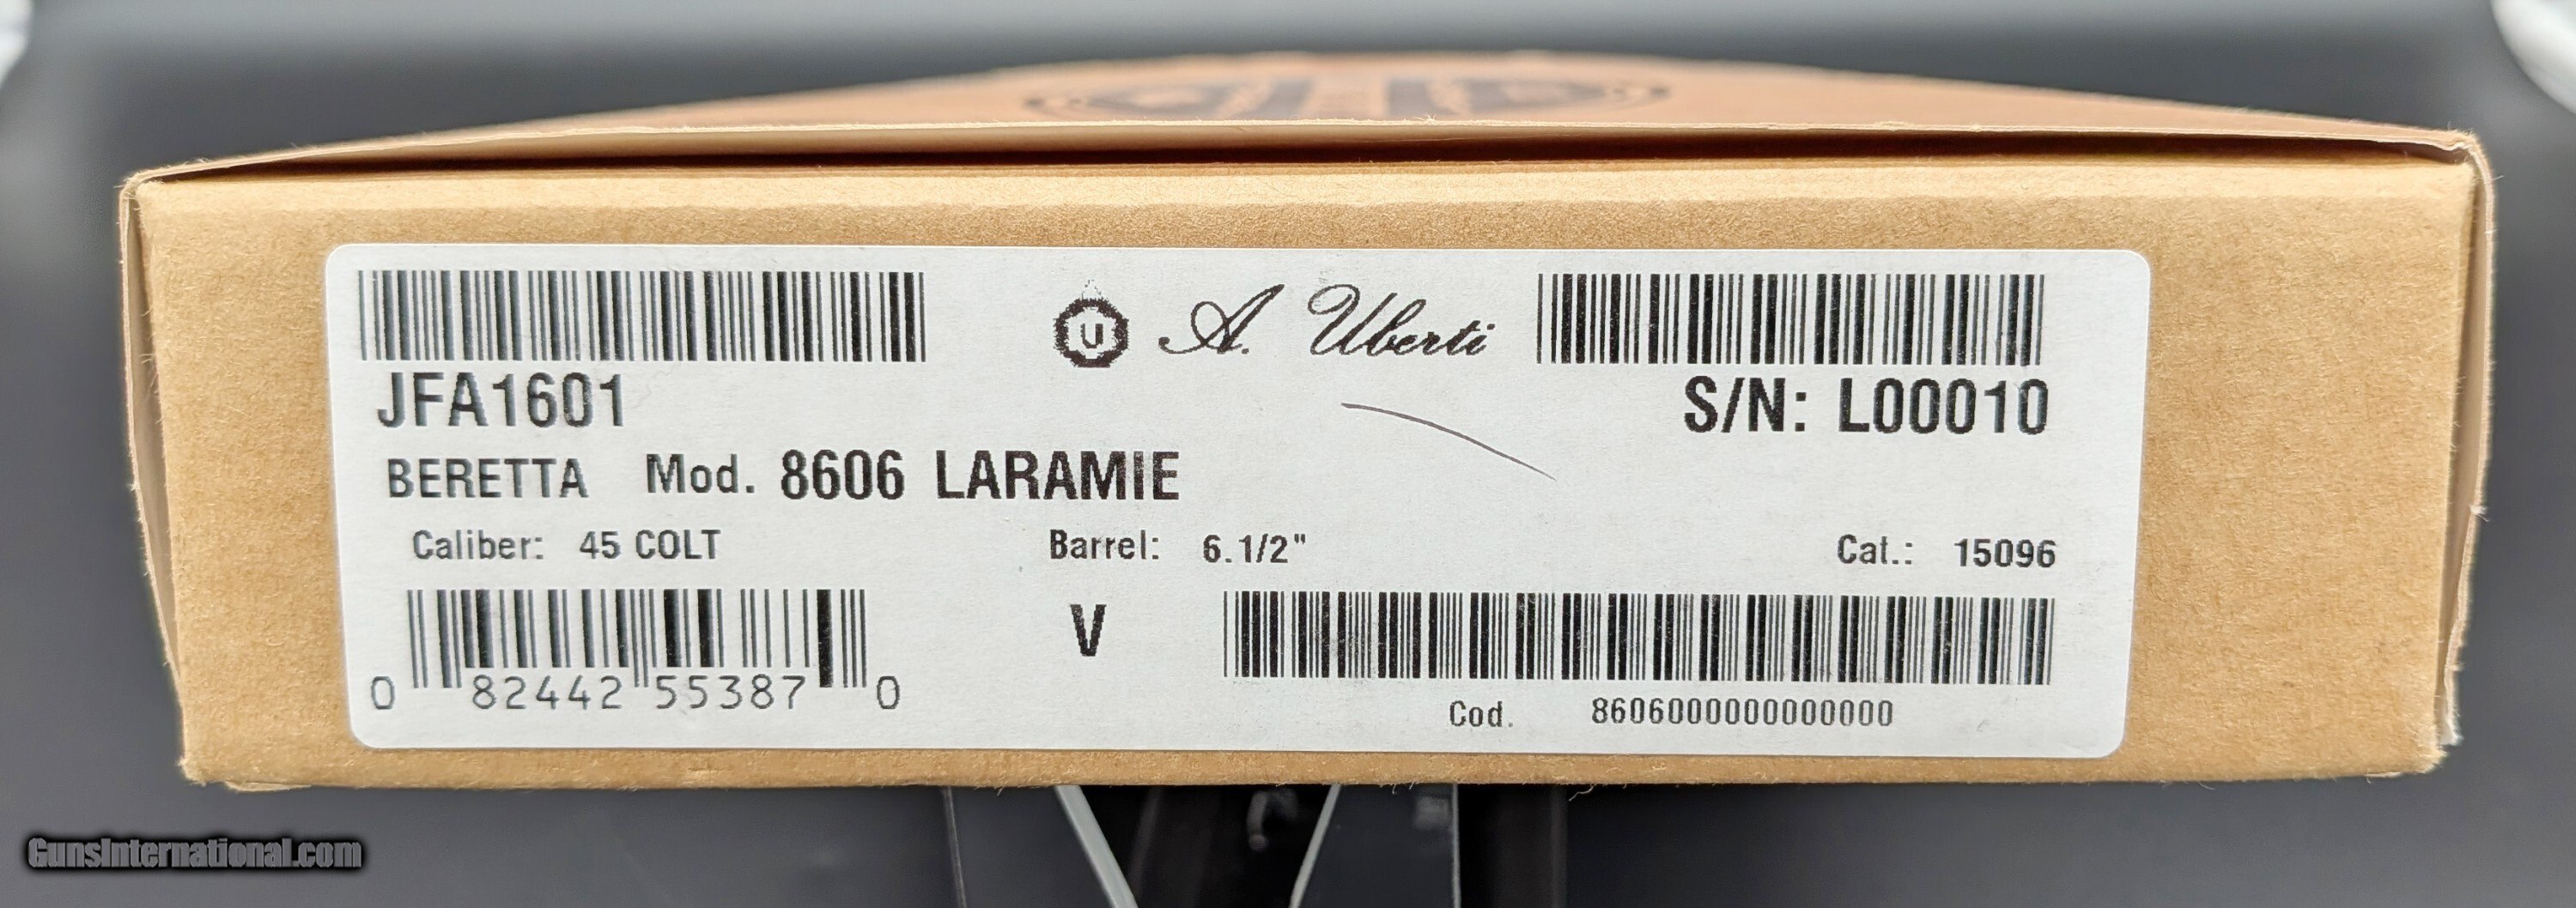 U A. Uberti
JFA1601
S/N: L00010
BERETTA Mod. 8606 LARAMIE
Caliber: 45 COLT Barrel: 6.1/2" Cat.: 15096
V
0 82442 55387 0
Cod. 8606000000000000
GunsInternational.com